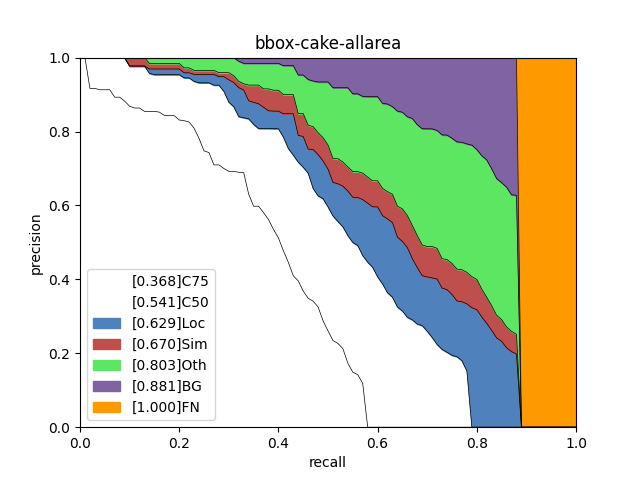 bbox-cake-allarea
precision
1.0
0.8
0.6
0.4
0.2
0.0
[0.368]C75
[0.541]C50
[0.629]Loc
[0.670]Sim
[0.803]Oth
[0.881]BG
[1.000]FN
0.0 0.2 0.4 0.6 0.8 1.0
recall